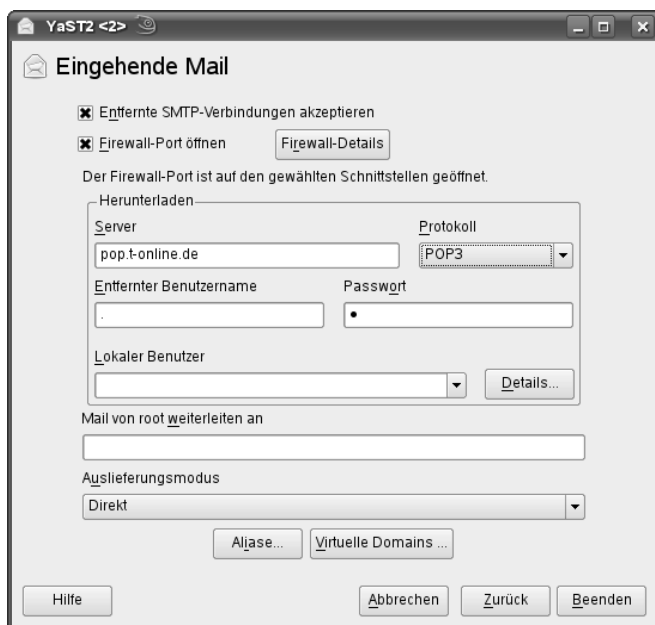 YaST2 <2>
Eingehende Mail
Entfernte SMTP-Verbindungen akzeptieren
Firewall-Port öffnen Firewall-Details
Der Firewall-Port ist auf den gewählten Schnittstellen geöffnet.
Herunterladen
Server Protokoll
pop.t-online.de POP3
Entfernter Benutzername Passwort
. •
Lokaler Benutzer
Details...
Mail von root weiterleiten an
Auslieferungsmodus
Direkt
Aliase... Virtuelle Domains ...
Hilfe Abbrechen Zurück Beenden